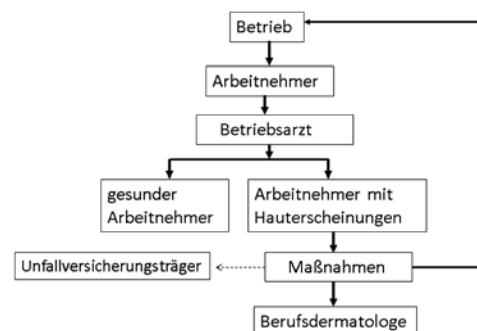 Betrieb
Arbeitnehmer
Betriebsarzt
gesunder
Arbeitnehmer
Arbeitnehmer mit
Hauterscheinungen
Unfallversicherungsträger
Maßnahmen
Berufsdermatologe